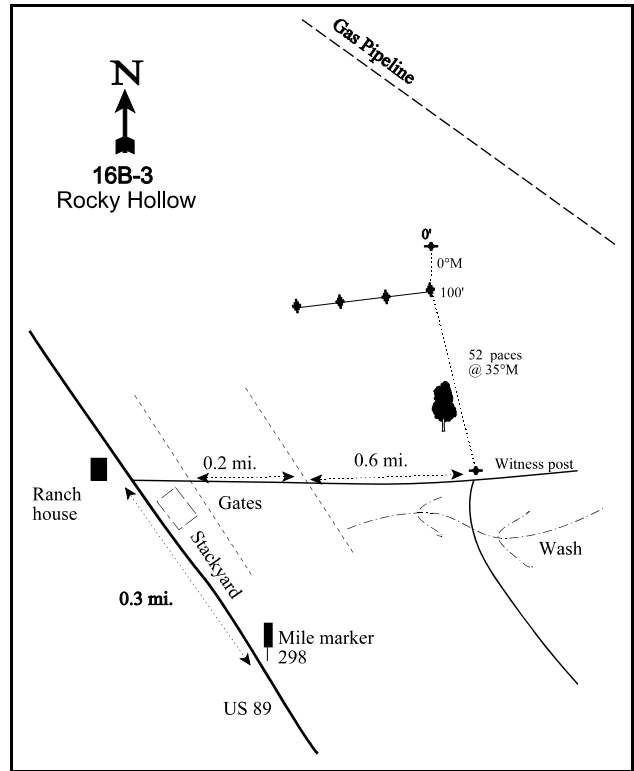 Gas Pipeline
N
16B-3
Rocky Hollow
0'
0°M
100'
52 paces
@ 35°M
0.2 mi.
0.6 mi.
Witness post
Ranch
house
Gates
Stackyard
Wash
0.3 mi.
Mile marker
298
US 89